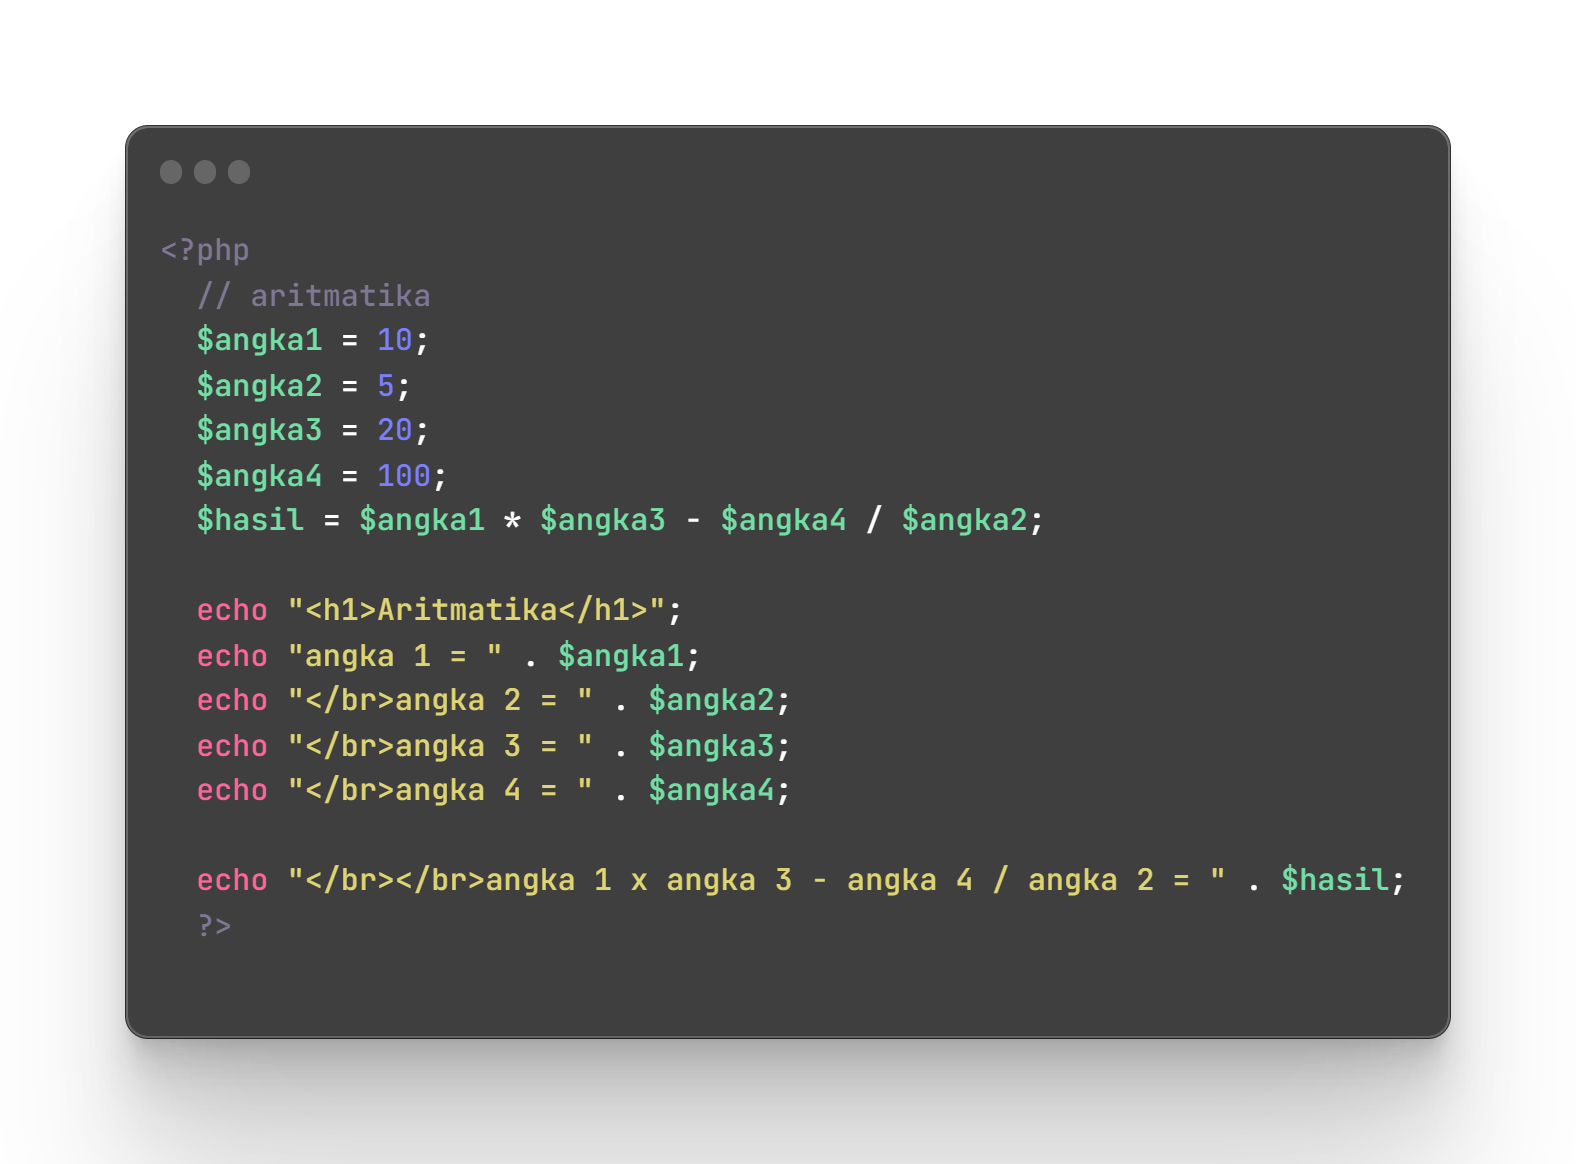 <?php
// aritmatika
$angka1 = 10;
$angka2 = 5;
$angka3 = 20;
$angka4 = 100;
$hasil = $angka1 * $angka3 - $angka4 / $angka2;
echo "<h1>Aritmatika</h1>";
echo "angka 1 = " . $angka1;
echo "</br>angka 2 = " . $angka2;
echo "</br>angka 3 = " . $angka3;
echo "</br>angka 4 = " . $angka4;
echo "</br></br>angka 1 x angka 3 - angka 4 / angka 2 = " . $hasil;
?>